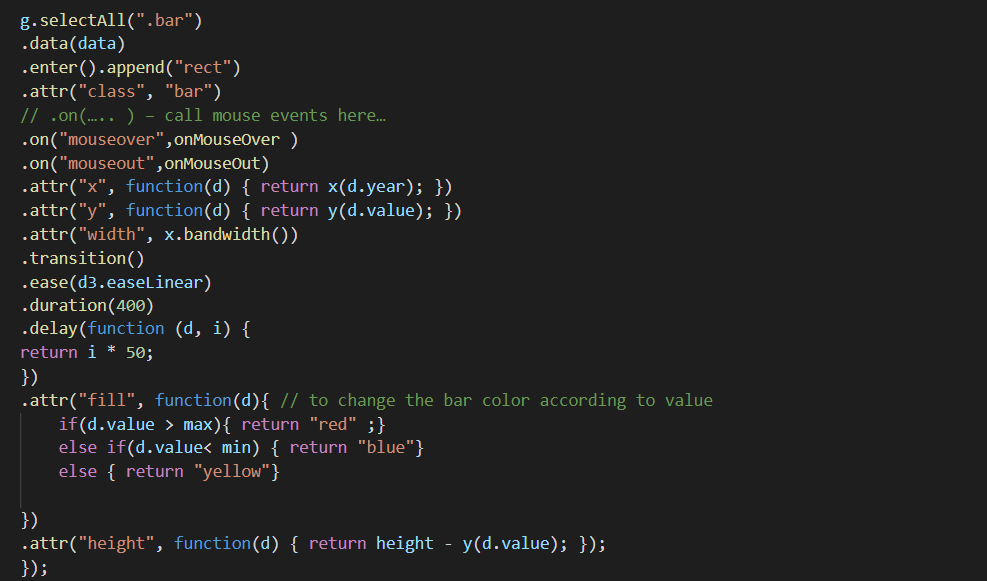 g.selectAll(".bar")
.data(data)
.enter().append("rect")
.attr("class", "bar")
// .on(….. ) – call mouse events here…
.on("mouseover",onMouseOver )
.on("mouseout",onMouseOut)
.attr("x", function(d) { return x(d.year); })
.attr("y", function(d) { return y(d.value); })
.attr("width", x.bandwidth())
.transition()
.ease(d3.easeLinear)
.duration(400)
.delay(function (d, i) {
return i * 50;
})
.attr("fill", function(d){ // to change the bar color according to value
if(d.value > max){ return "red" ;}
else if(d.value< min) { return "blue"}
else { return "yellow"}
})
.attr("height", function(d) { return height - y(d.value); });
});